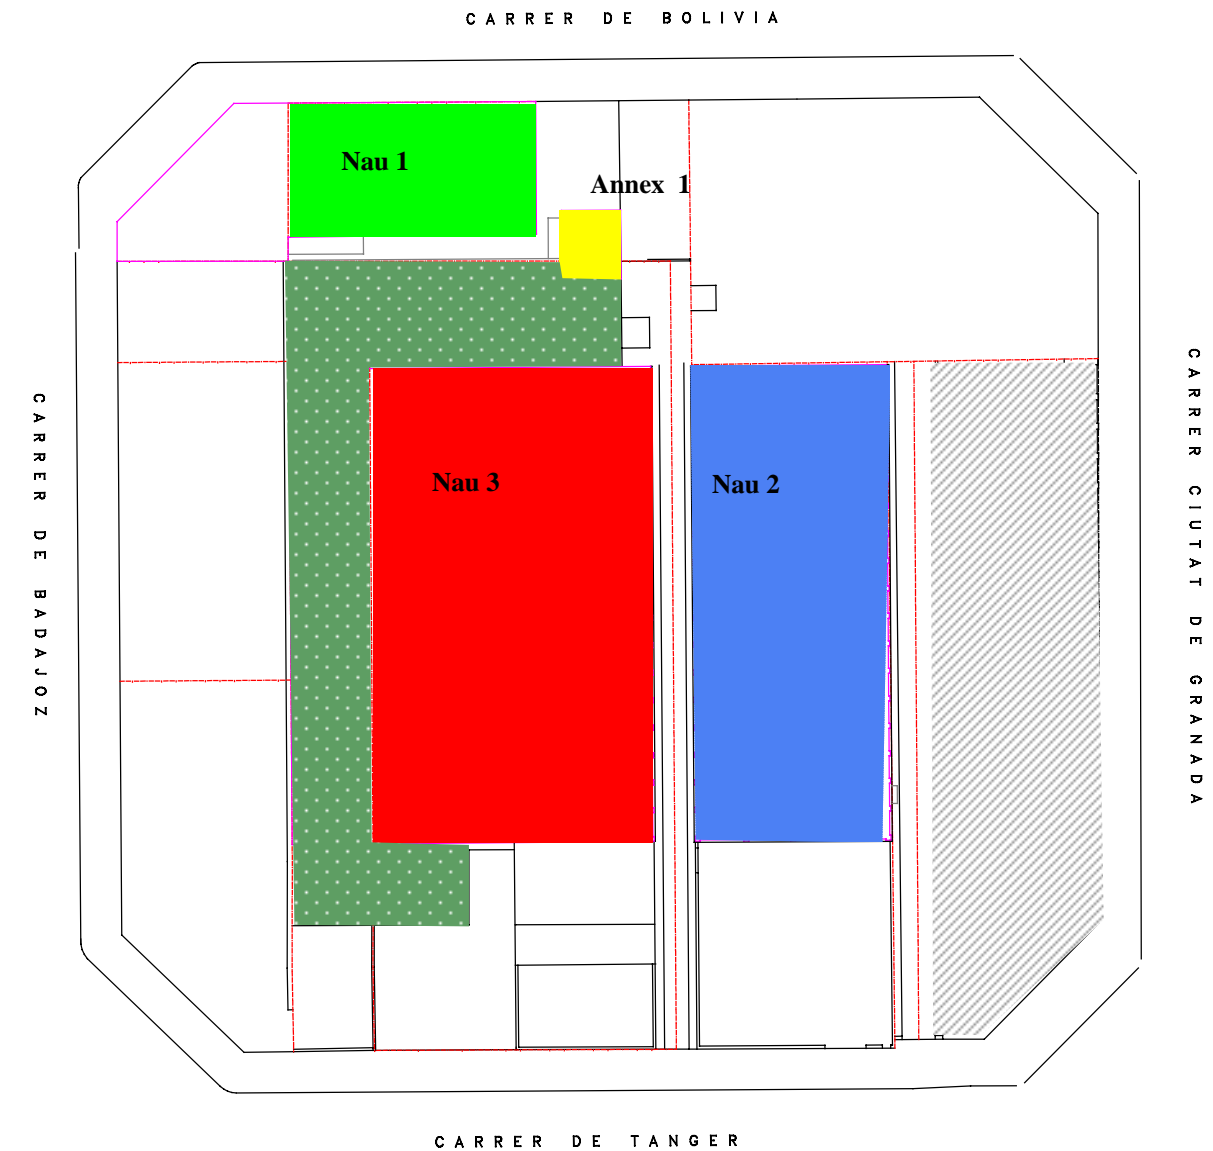 CARRER DE BOLIVIA
Nau 1
Annex 1
CARRER DE BADAJOZ
Nau 3
Nau 2
CARRER CIUTAT DE GRANADA
CARRER DE TANGER